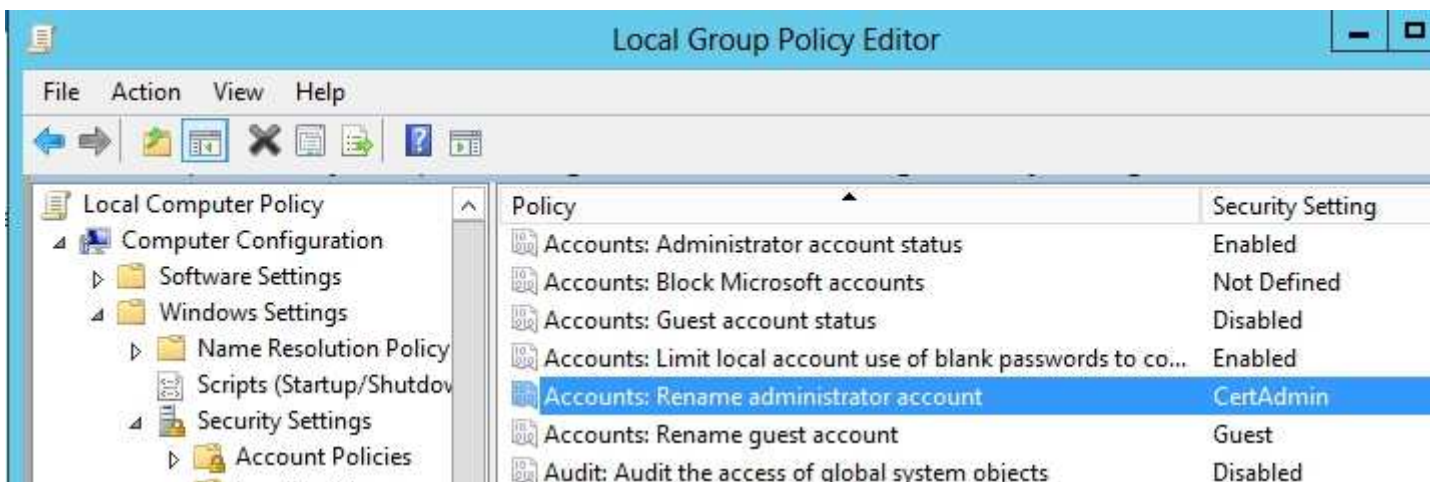 Local Group Policy Editor
File Action View Help
Local Computer Policy
Computer Configuration
Software Settings
Windows Settings
Name Resolution Policy
Scripts (Startup/Shutdov
Security Settings
Account Policies
Policy Security Setting
Accounts: Administrator account status Enabled
Accounts: Block Microsoft accounts Not Defined
Accounts: Guest account status Disabled
Accounts: Limit local account use of blank passwords to co... Enabled
Accounts: Rename administrator account CertAdmin
Accounts: Rename guest account Guest
Audit: Audit the access of global system objects Disabled